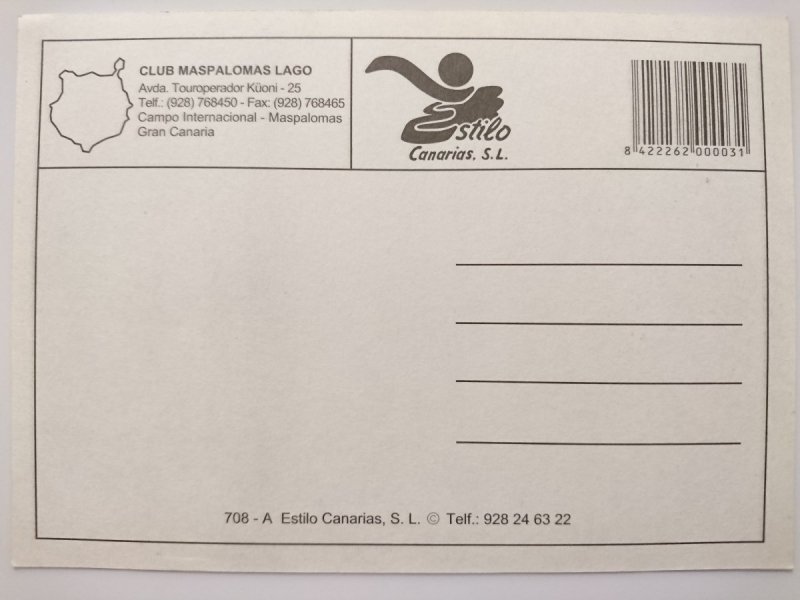 CLUB MASPALOMAS LAGO
Avda. Touroperador Küoni - 25
Telf.: (928) 768450 - Fax: (928) 768465
Campo Internacional - Maspalomas
Gran Canaria
Estilo
Canarias, S.L.
8 422262 000031
708 - A Estilo Canarias, S. L. © Telf.: 928 24 63 22